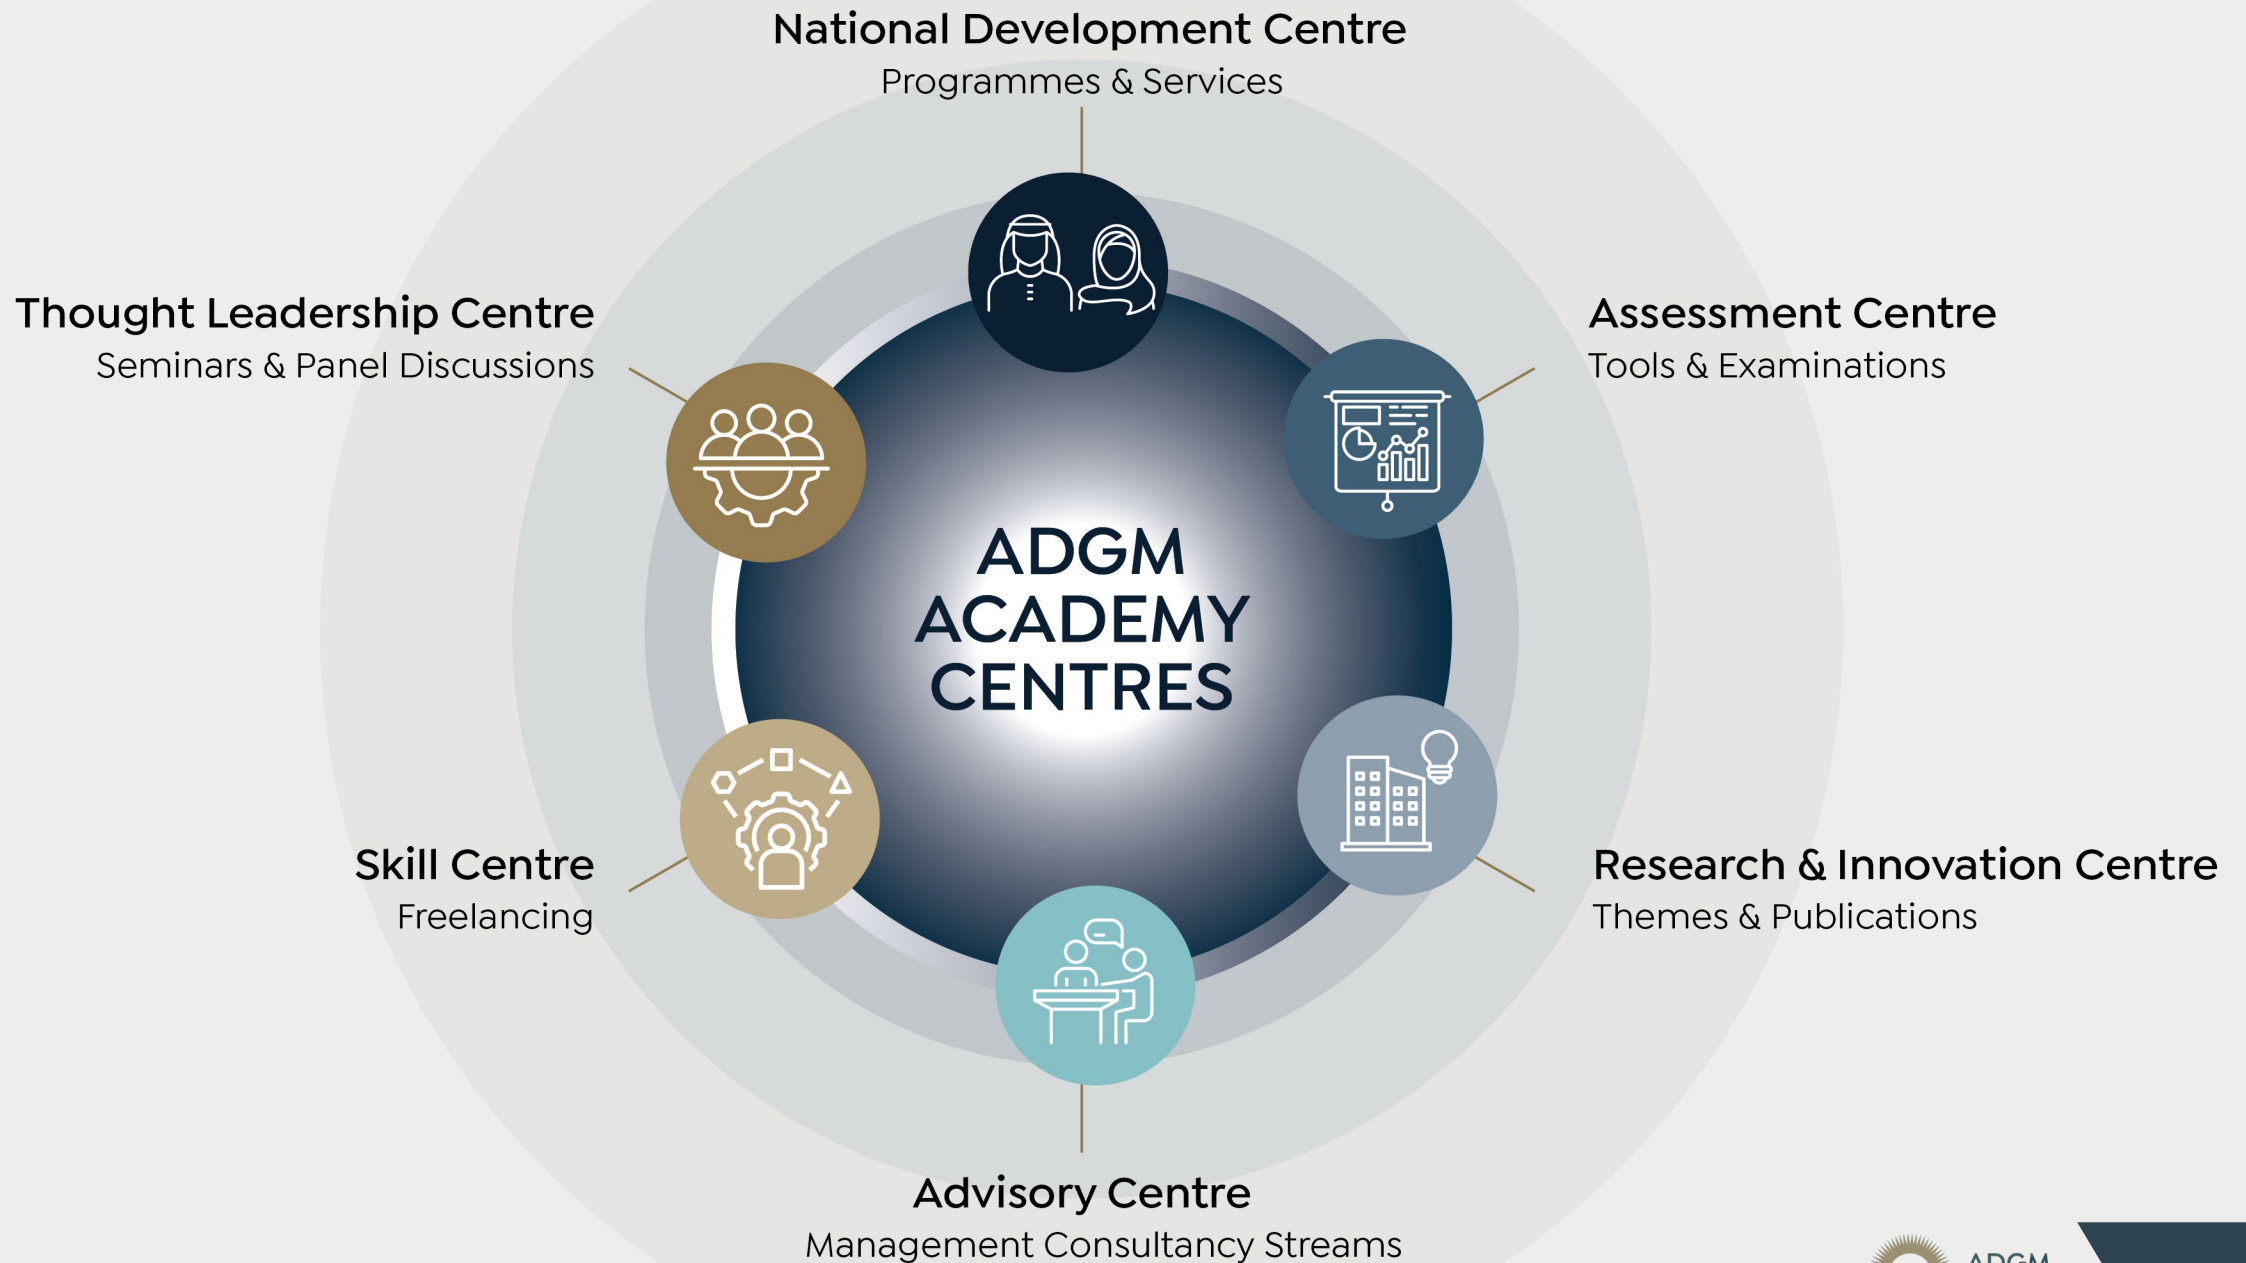 National Development Centre
Programmes & Services
Thought Leadership Centre
Seminars & Panel Discussions
Assessment Centre
Tools & Examinations
ADGM
ACADEMY
CENTRES
Skill Centre
Freelancing
Research & Innovation Centre
Themes & Publications
Advisory Centre
Management Consultancy Streams
ADGM